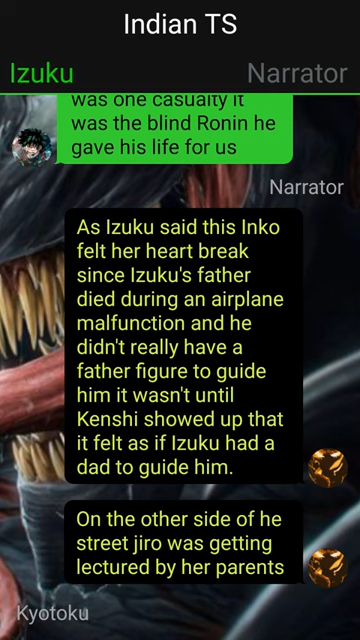 Indian TS
Izuku Narrator
was one casualty it
was the blind Ronin he
gave his life for us
Narrator
As Izuku said this Inko
felt her heart break
since Izuku's father
died during an airplane
malfunction and he
didn't really have a
father figure to guide
him it wasn't until
Kenshi showed up that
it felt as if Izuku had a
dad to guide him.
On the other side of he
street jiro was getting
lectured by her parents
Kyotoku